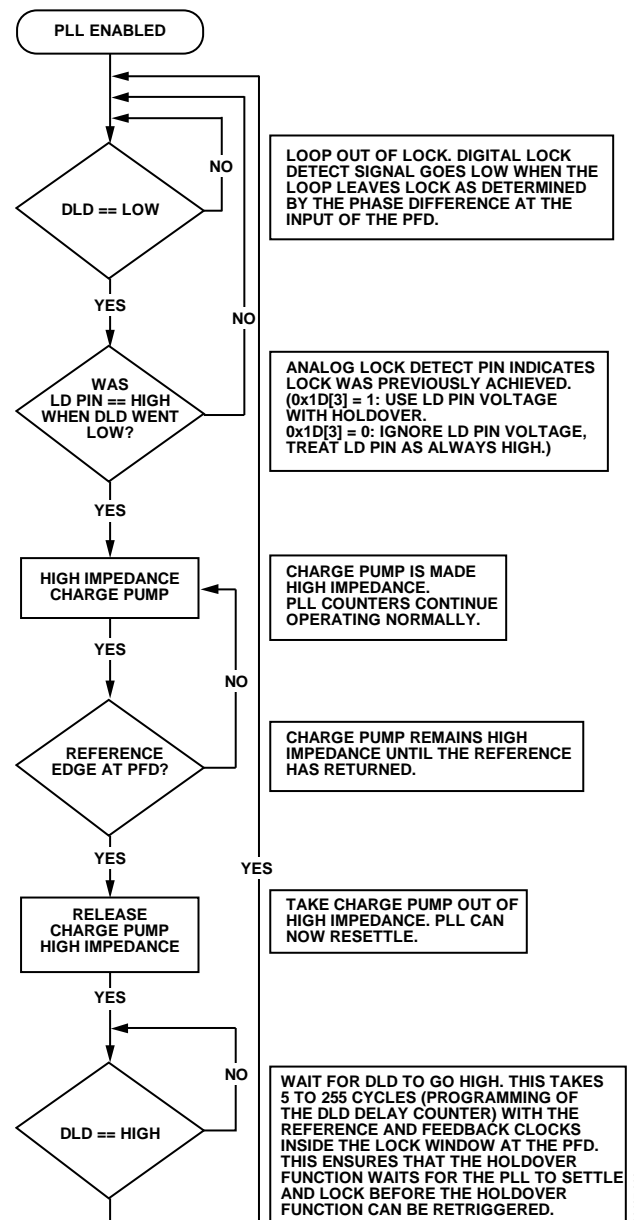 PLL ENABLED
NO
LOOP OUT OF LOCK. DIGITAL LOCK
DETECT SIGNAL GOES LOW WHEN THE
LOOP LEAVES LOCK AS DETERMINED
BY THE PHASE DIFFERENCE AT THE
INPUT OF THE PFD.
DLD == LOW
YES
NO
WAS
LD PIN == HIGH
WHEN DLD WENT
LOW?
ANALOG LOCK DETECT PIN INDICATES
LOCK WAS PREVIOUSLY ACHIEVED.
(0x1D[3] = 1: USE LD PIN VOLTAGE
WITH HOLDOVER.
0x1D[3] = 0: IGNORE LD PIN VOLTAGE,
TREAT LD PIN AS ALWAYS HIGH.)
YES
HIGH IMPEDANCE
CHARGE PUMP
CHARGE PUMP IS MADE
HIGH IMPEDANCE.
PLL COUNTERS CONTINUE
OPERATING NORMALLY.
YES
NO
REFERENCE
EDGE AT PFD?
CHARGE PUMP REMAINS HIGH
IMPEDANCE UNTIL THE REFERENCE
HAS RETURNED.
YES
YES
RELEASE
CHARGE PUMP
HIGH IMPEDANCE
TAKE CHARGE PUMP OUT OF
HIGH IMPEDANCE. PLL CAN
NOW RESETTLE.
YES
NO
DLD == HIGH
WAIT FOR DLD TO GO HIGH. THIS TAKES
5 TO 255 CYCLES (PROGRAMMING OF
THE DLD DELAY COUNTER) WITH THE
REFERENCE AND FEEDBACK CLOCKS
INSIDE THE LOCK WINDOW AT THE PFD.
THIS ENSURES THAT THE HOLDOVER
FUNCTION WAITS FOR THE PLL TO SETTLE
AND LOCK BEFORE THE HOLDOVER
FUNCTION CAN BE RETRIGGERED.